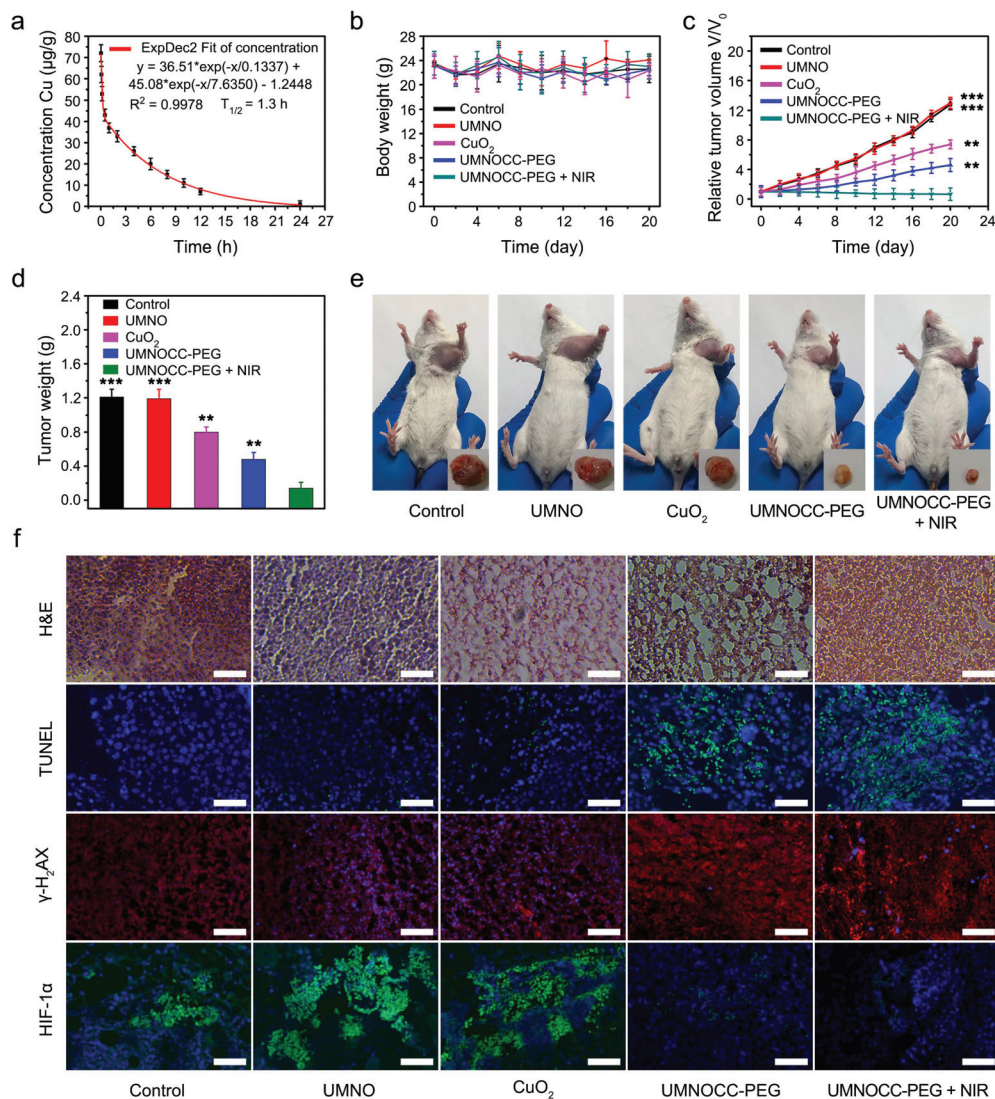 a
Concentration Cu (μg/g)
80
70
60
50
40
30
20
10
0
ExpDec2 Fit of concentration
y = 36.51*exp(-x/0.1337) +
45.08*exp(-x/7.6350) - 1.2448
R² = 0.9978 T₁/₂ = 1.3 h
0 3 6 9 12 15 18 21 24 27
Time (h)
b
Body weight (g)
28
24
20
16
12
8
4
0
Control
UMNO
CuO₂
UMNOCC-PEG
UMNOCC-PEG + NIR
0 4 8 12 16 20
Time (day)
c
Relative tumor volume V/V₀
20
16
12
8
4
0
Control
UMNO
CuO₂
UMNOCC-PEG
UMNOCC-PEG + NIR
***
***
**
**
0 4 8 12 16 20 24
Time (day)
d
Tumor weight (g)
2.4
1.8
1.2
0.8
0.4
0.0
Control
UMNO
CuO₂
UMNOCC-PEG
UMNOCC-PEG + NIR
*** *** ** **
e
Control UMNO CuO₂ UMNOCC-PEG UMNOCC-PEG
+ NIR
f
H&E
TUNEL
γ-H₂AX
HIF-1α
Control UMNO CuO₂ UMNOCC-PEG UMNOCC-PEG + NIR